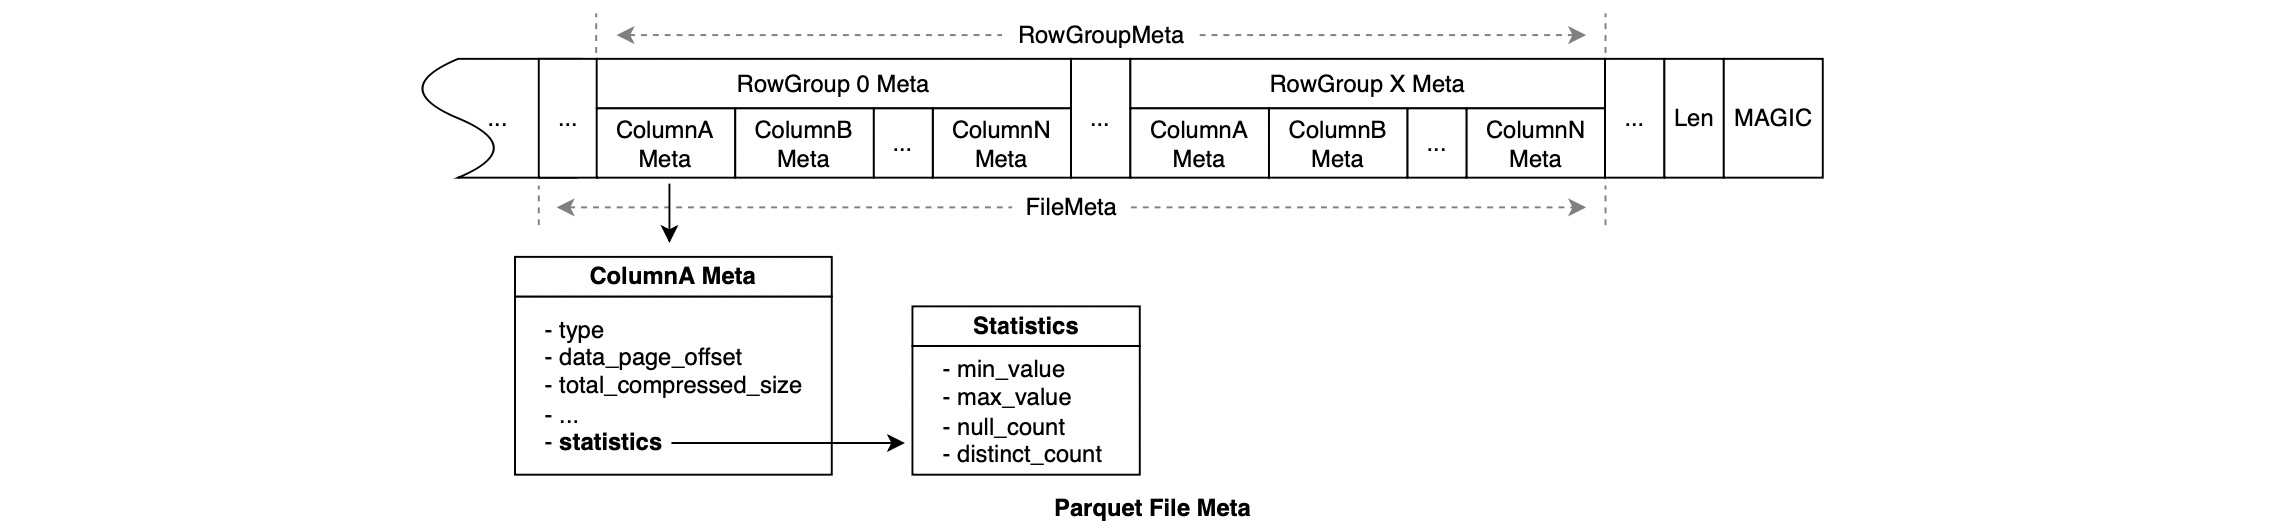 RowGroupMeta
RowGroup 0 Meta
RowGroup X Meta
...
...
ColumnA
Meta
ColumnB
Meta
...
ColumnN
Meta
...
ColumnA
Meta
ColumnB
Meta
...
ColumnN
Meta
...
Len
MAGIC
FileMeta
ColumnA Meta
- type
- data_page_offset
- total_compressed_size
- ...
- statistics
Statistics
- min_value
- max_value
- null_count
- distinct_count
Parquet File Meta